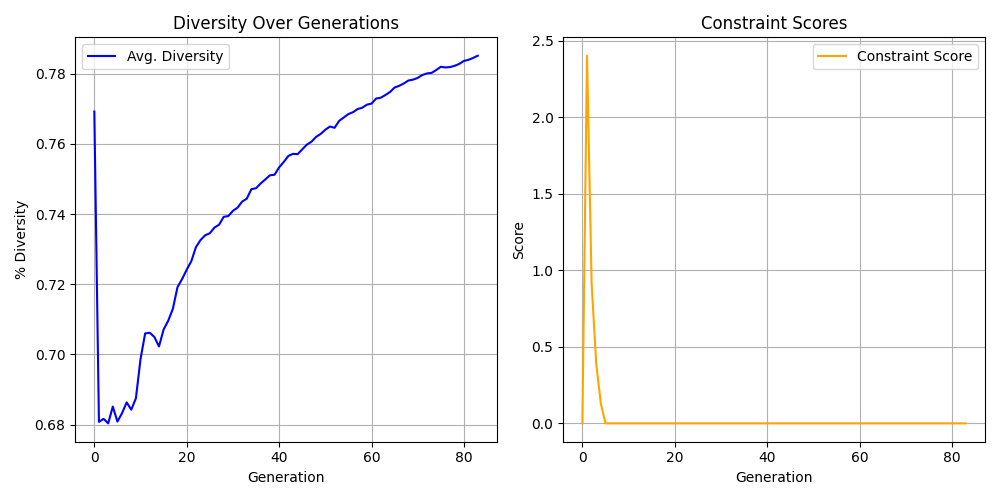 Diversity Over Generations
Avg. Diversity
% Diversity
0.78
0.76
0.74
0.72
0.70
0.68
0
20
40
60
80
Generation
Constraint Scores
Constraint Score
Score
2.5
2.0
1.5
1.0
0.5
0.0
0
20
40
60
80
Generation